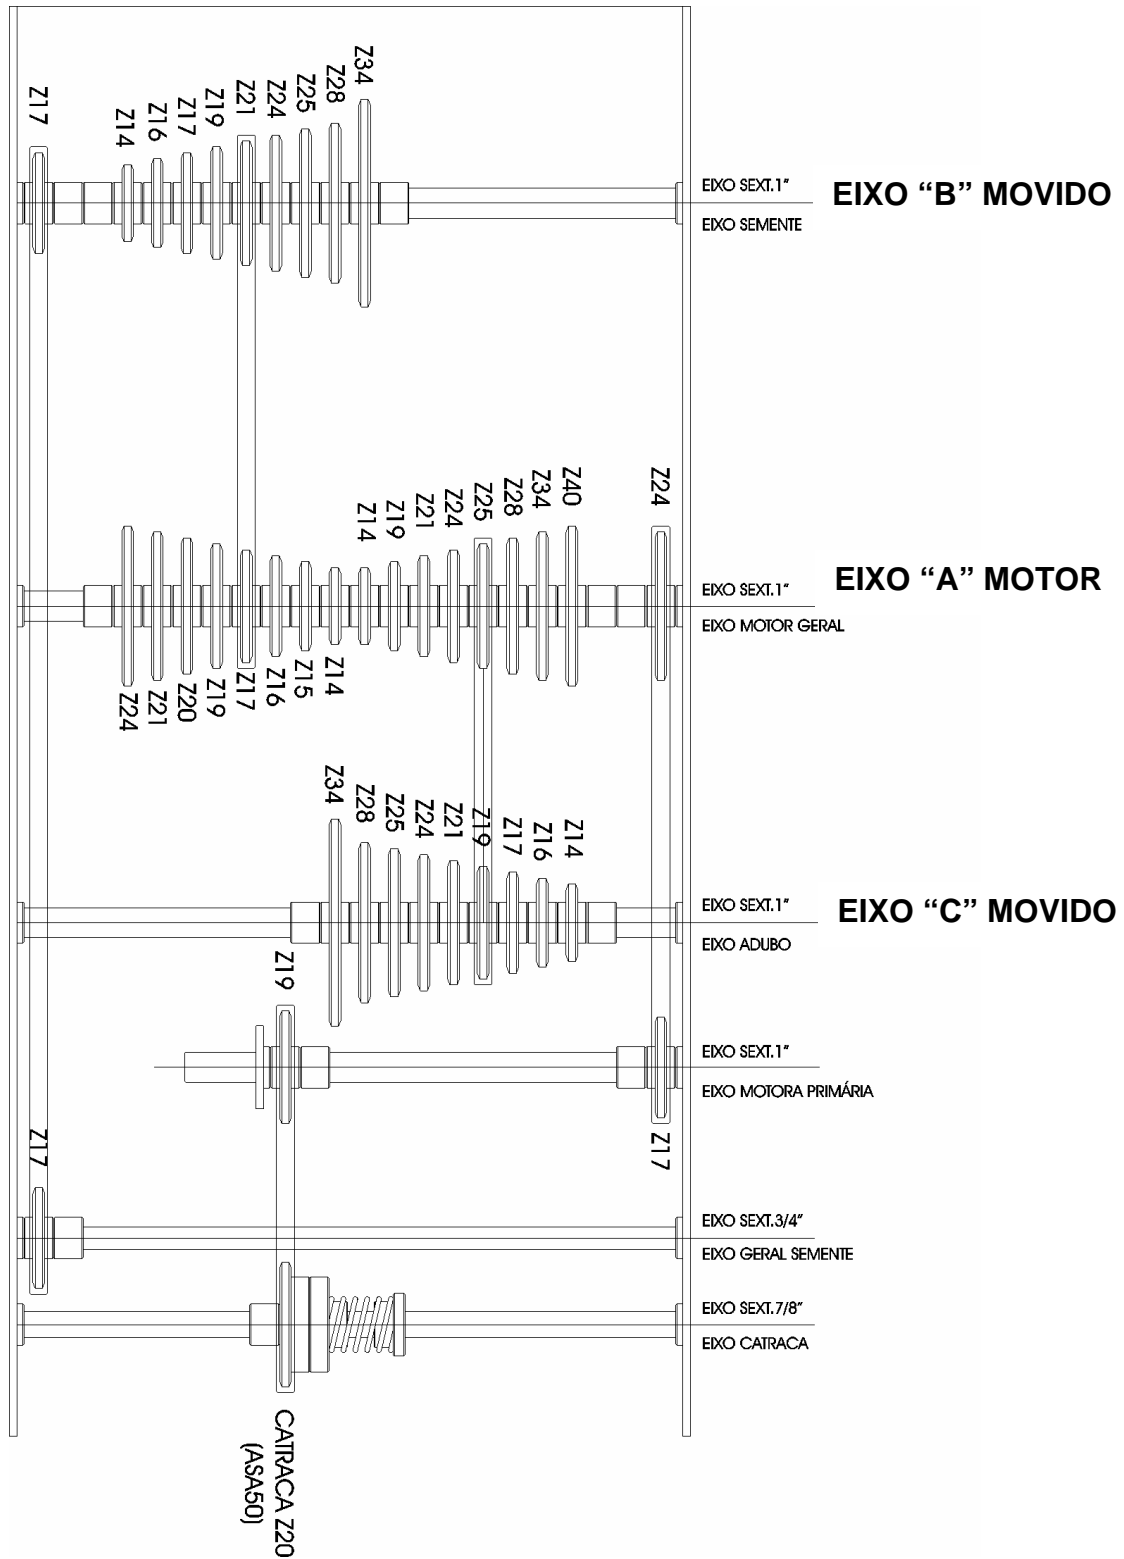 Z17
Z14
Z16
Z17
Z19
Z21
Z24
Z25
Z28
Z34
EIXO SEXT.1"
EIXO SEMENTE
EIXO “B” MOVIDO
Z14
Z19
Z21
Z24
Z25
Z28
Z34
Z40
Z24
EIXO SEXT.1"
EIXO MOTOR GERAL
EIXO “A” MOTOR
Z24
Z21
Z20
Z19
Z17
Z16
Z15
Z14
Z34
Z28
Z25
Z24
Z21
Z19
Z17
Z16
Z14
EIXO SEXT.1"
EIXO ADUBO
EIXO “C” MOVIDO
Z19
EIXO SEXT.1"
EIXO MOTORA PRIMÁRIA
Z17
Z17
EIXO SEXT.3/4"
EIXO GERAL SEMENTE
EIXO SEXT.7/8"
EIXO CATRACA
CATRACA Z20
(ASA50)